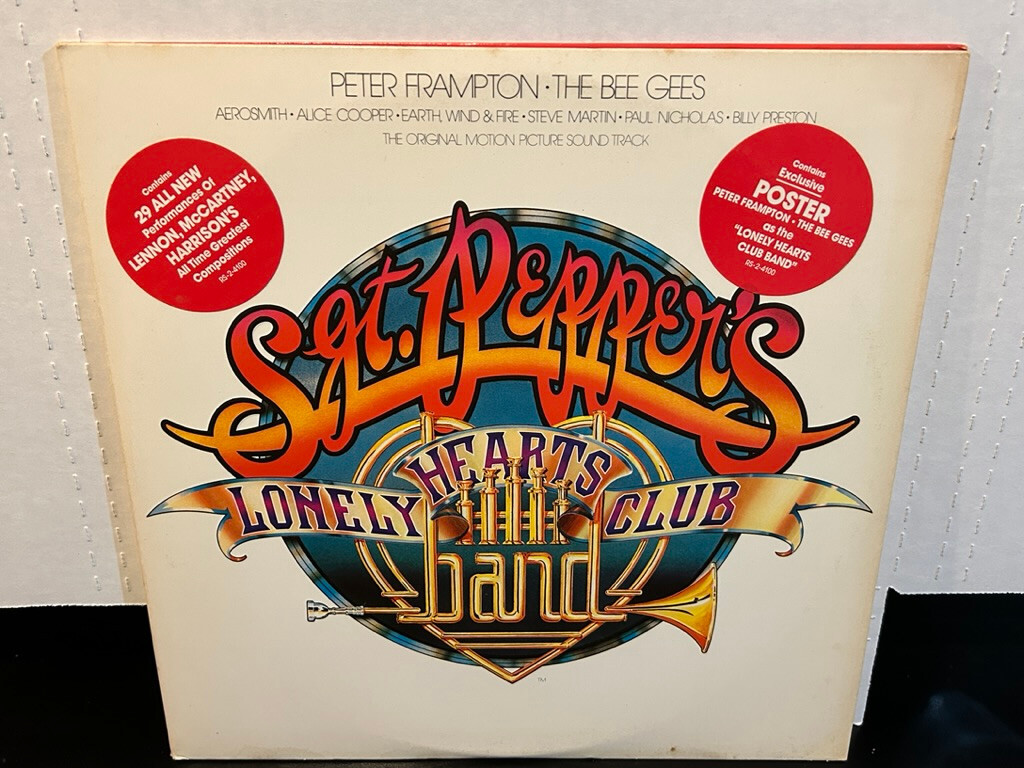 PETER FRAMPTON • THE BEE GEES
AEROSMITH • ALICE COOPER • EARTH, WIND & FIRE • STEVE MARTIN • PAUL NICHOLAS • BILLY PRESTON
THE ORIGINAL MOTION PICTURE SOUND TRACK
Contains
29 ALL NEW
Performances Of
LENNON, McCARTNEY,
HARRISON'S
All Time Greatest
Compositions
RS-2-4100
Contains
Exclusive
POSTER
PETER FRAMPTON • THE BEE GEES
as the
"LONELY HEARTS
CLUB BAND"
RS-2-4100
Sgt. Pepper's
LONELY HEARTS CLUB
band
TM